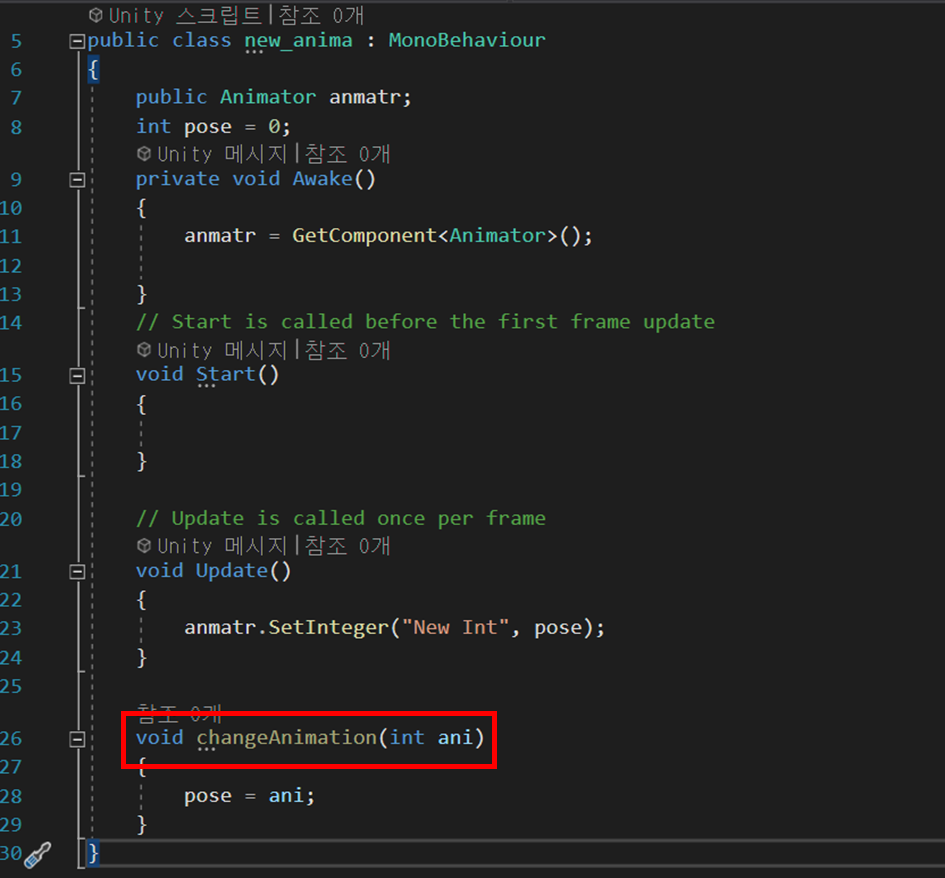 Unity 스크립트|참조 0개
5 public class new_anima : MonoBehaviour
6 {
7 public Animator anmatr;
8 int pose = 0;
Unity 메시지|참조 0개
9 private void Awake()
10 {
11 anmatr = GetComponent<Animator>();
12
13 }
14 // Start is called before the first frame update
Unity 메시지|참조 0개
15 void Start()
16 {
17
18 }
19
20 // Update is called once per frame
Unity 메시지|참조 0개
21 void Update()
22 {
23 anmatr.SetInteger("New Int", pose);
24 }
25
참조 0개
26 void changeAnimation(int ani)
27 {
28 pose = ani;
29 }
30 }